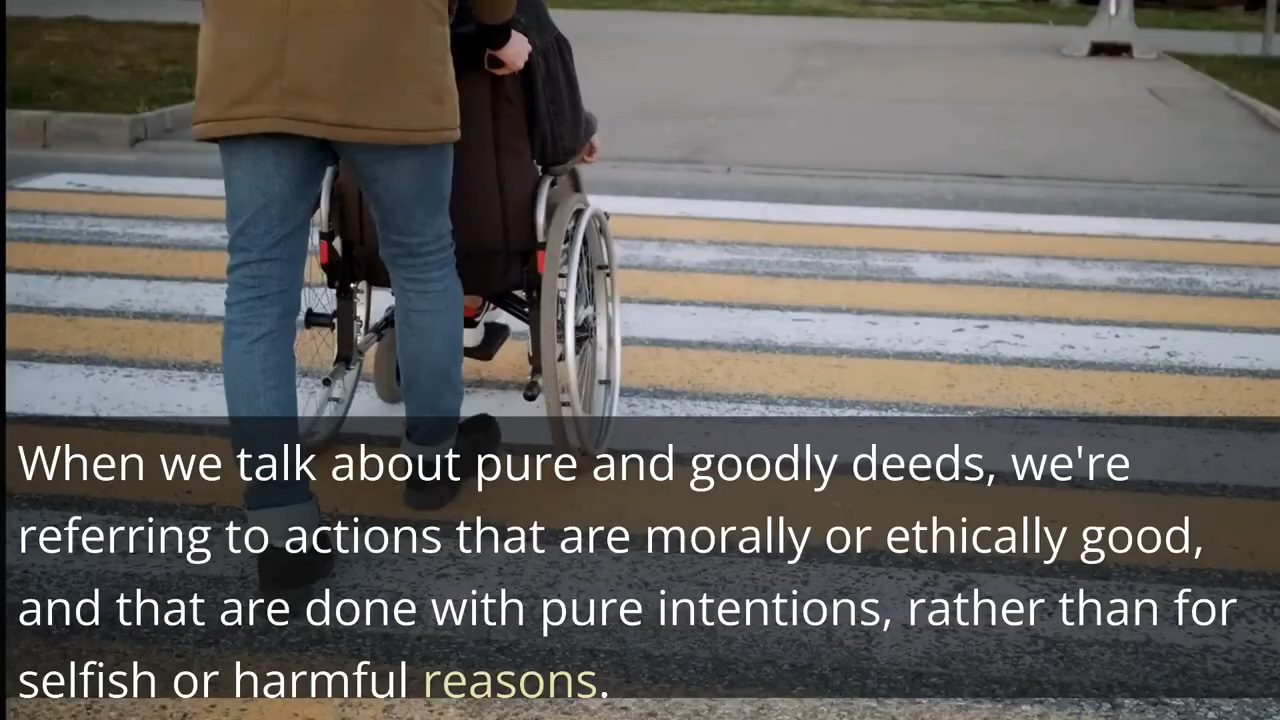 When we talk about pure and goodly deeds, we're
referring to actions that are morally or ethically good,
and that are done with pure intentions, rather than for
selfish or harmful reasons.